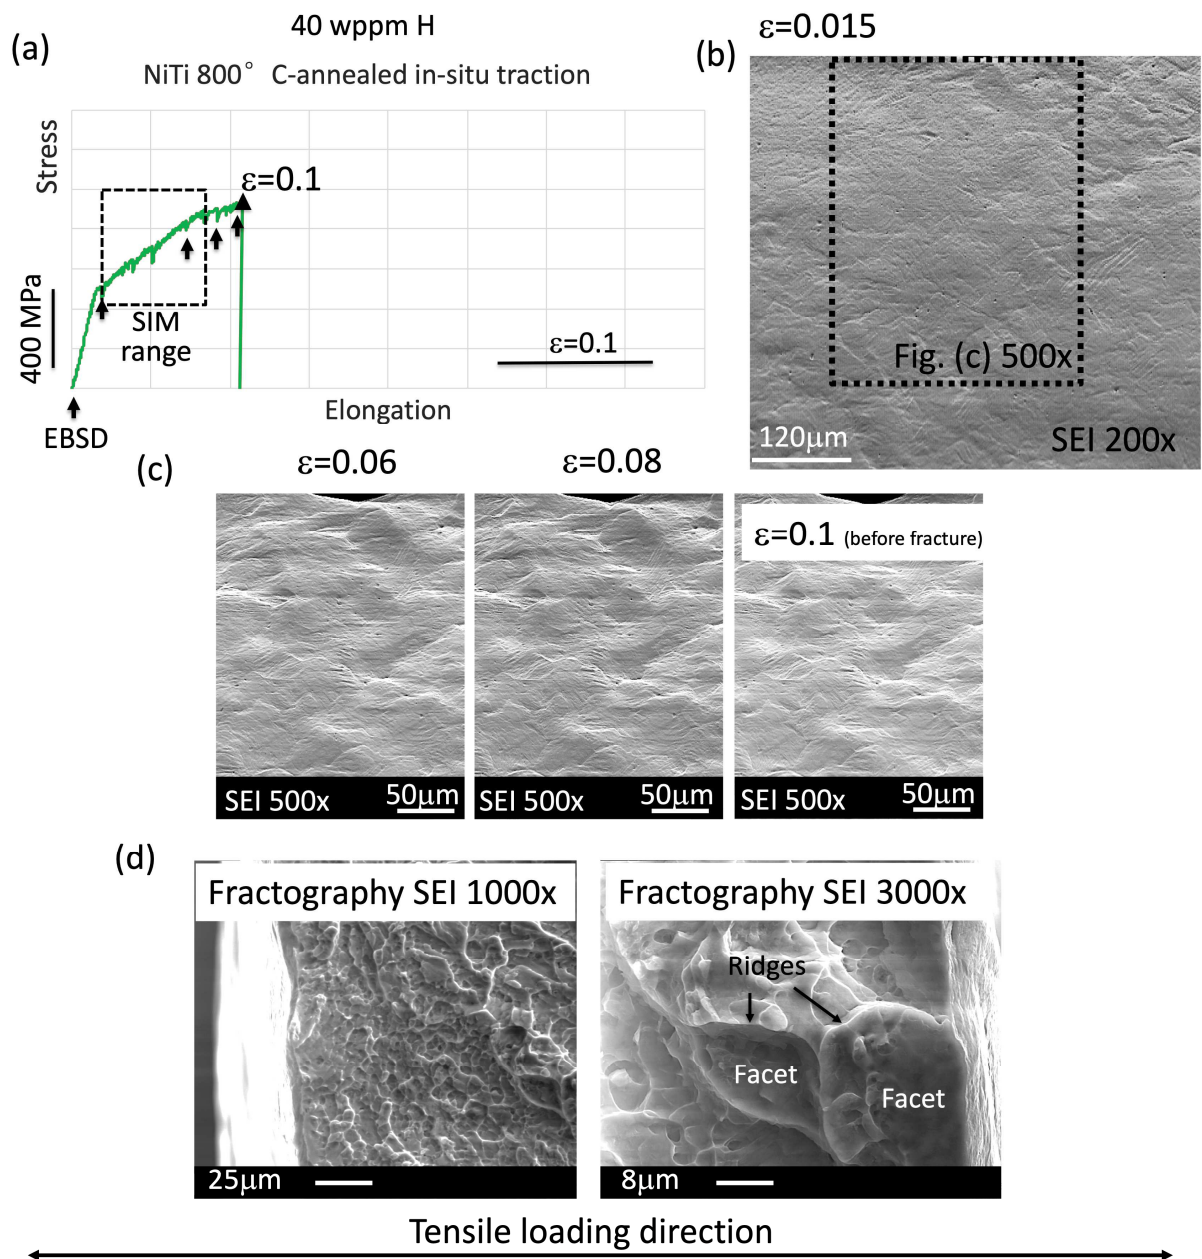 40 wppm H
(a)
NiTi 800° C-annealed in-situ traction
Stress
400 MPa
ε=0.1
SIM
range
ε=0.1
Elongation
EBSD
ε=0.015
(b)
Fig. (c) 500x
120μm
SEI 200x
(c)
ε=0.06
ε=0.08
ε=0.1 (before fracture)
SEI 500x
50μm
SEI 500x
50μm
SEI 500x
50μm
(d)
Fractography SEI 1000x
25μm
Fractography SEI 3000x
Ridges
Facet
Facet
8μm
Tensile loading direction